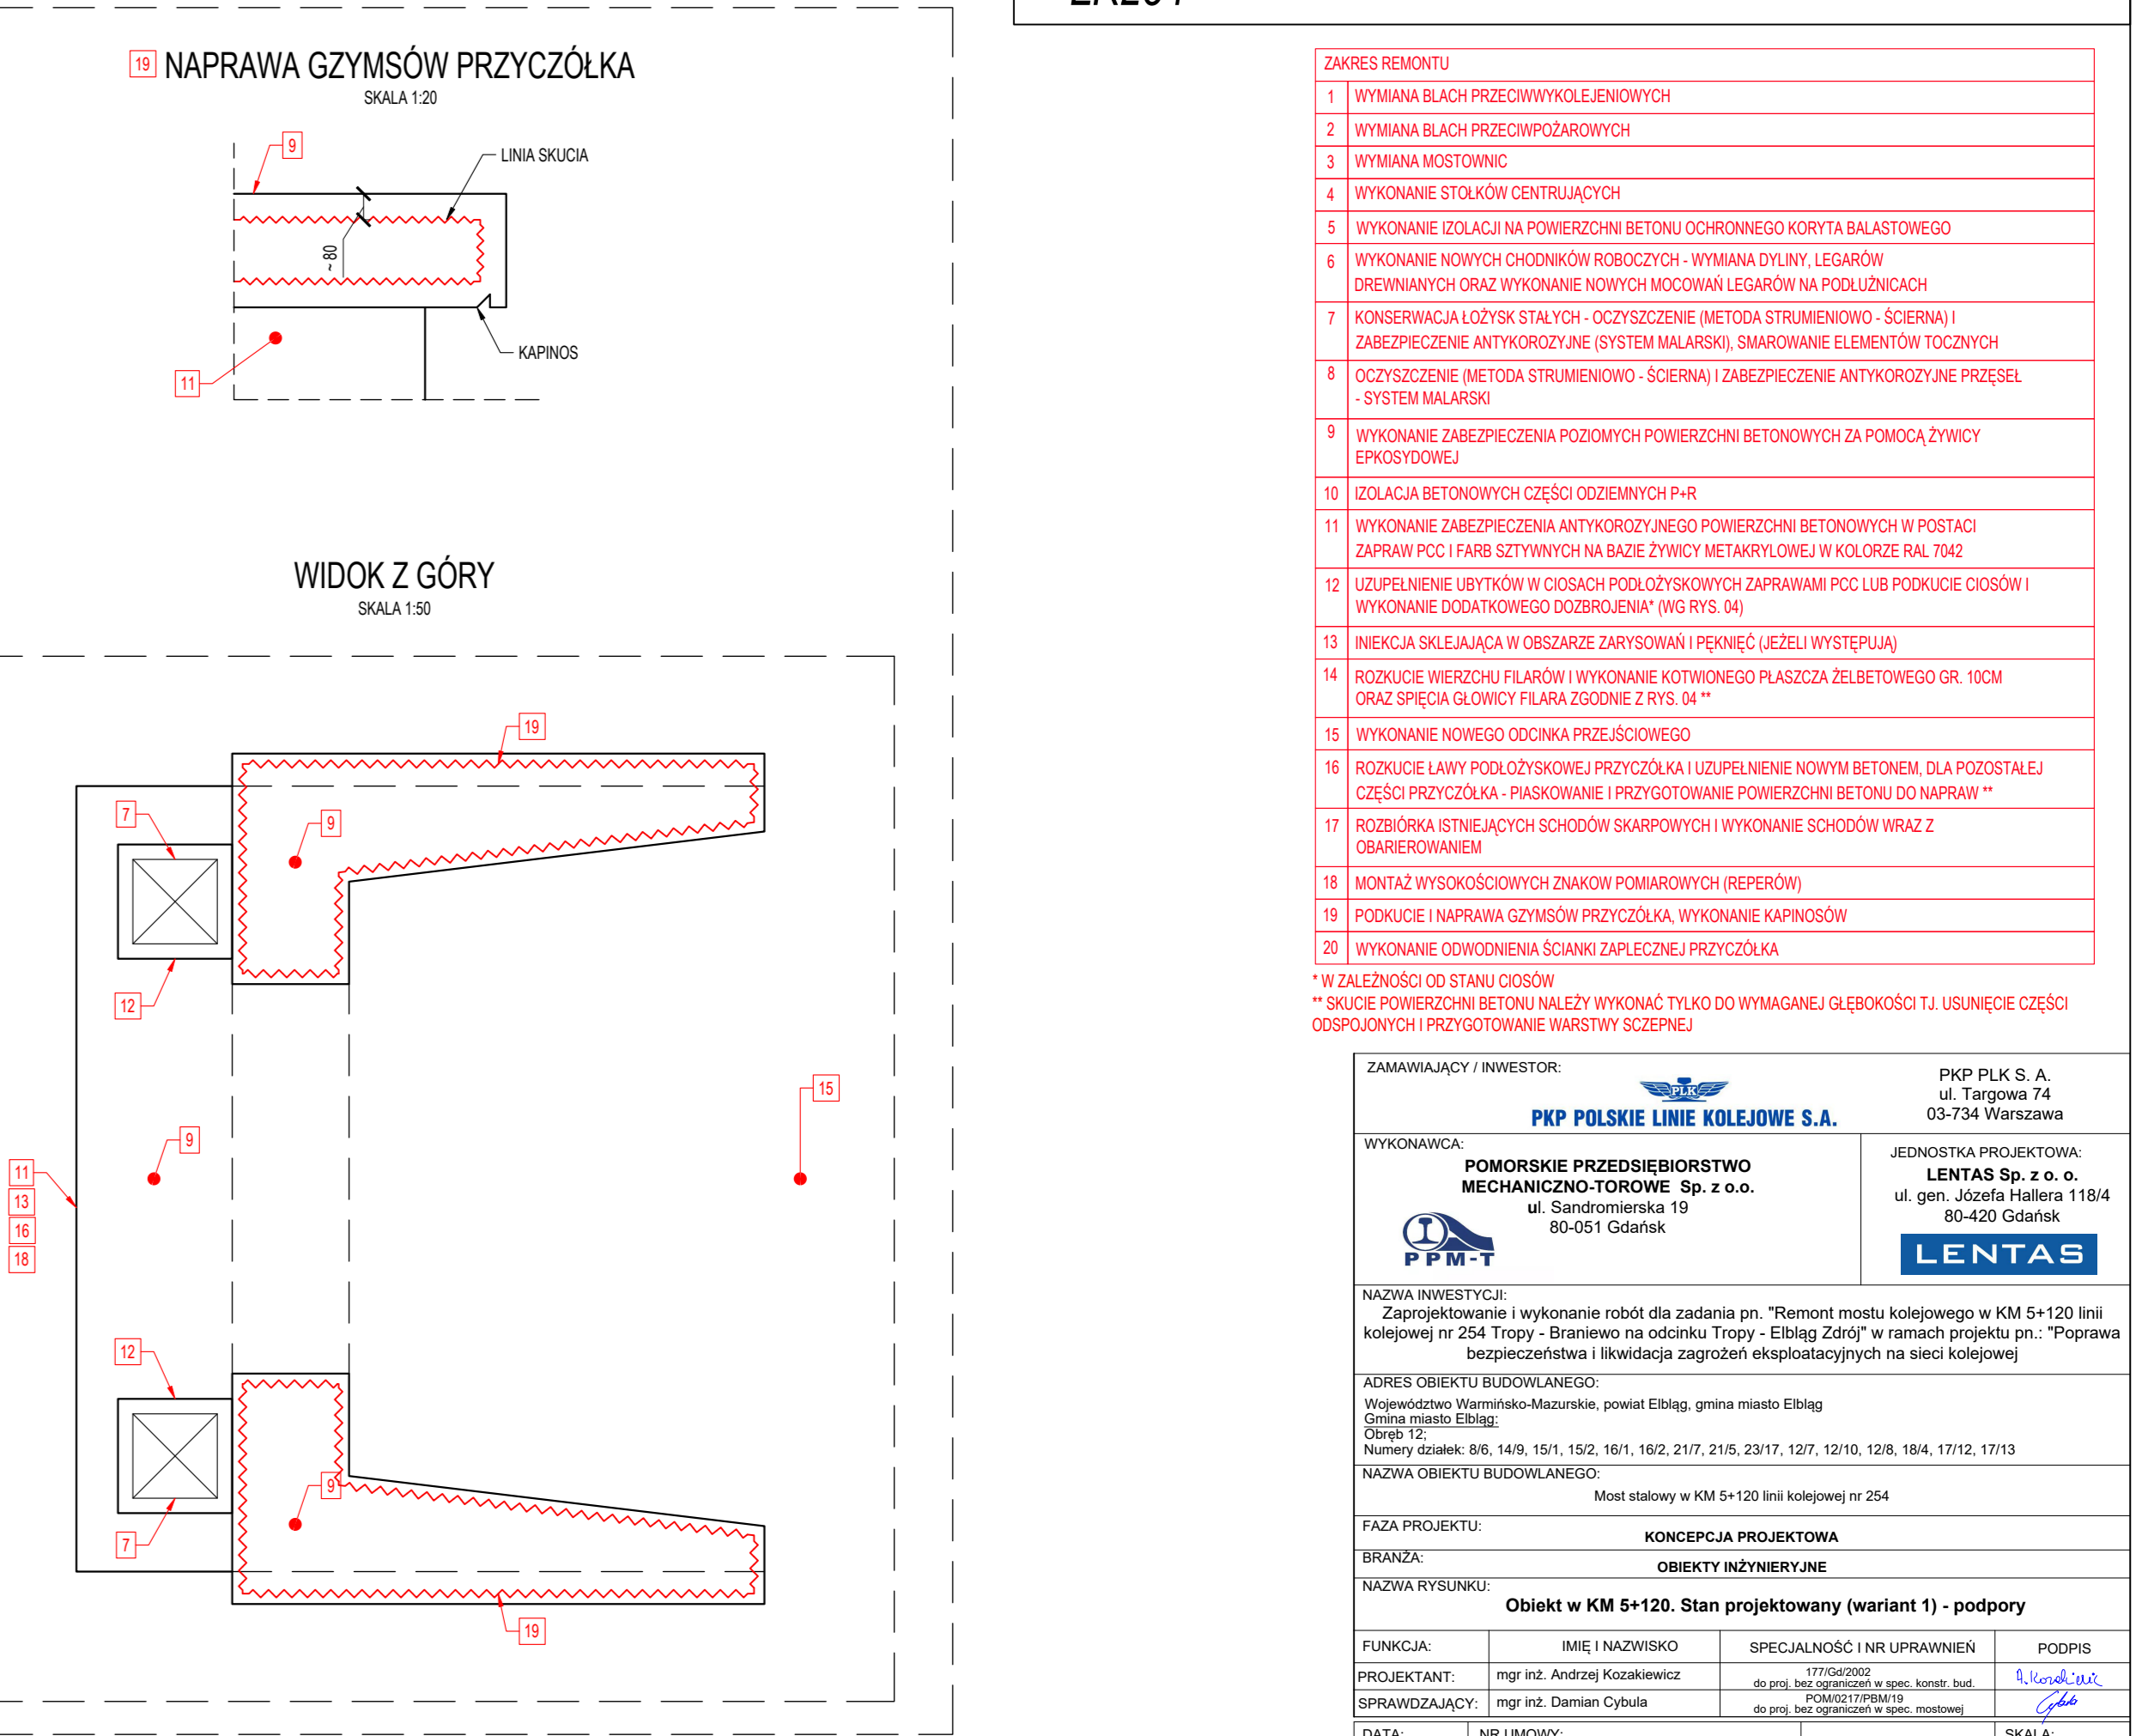 19 NAPRAWA GZYMSÓW PRZYCZÓŁKA
SKALA 1:20
9
LINIA SKUCIA
~ 80
KAPINOS
11
WIDOK Z GÓRY
SKALA 1:50
19
7
9
12
15
9
11
13
16
18
12
9
7
19
ZAKRES REMONTU
1 WYMIANA BLACH PRZECIWWYKOLEJENIOWYCH
2 WYMIANA BLACH PRZECIWPOŻAROWYCH
3 WYMIANA MOSTOWNIC
4 WYKONANIE STOŁKÓW CENTRUJĄCYCH
5 WYKONANIE IZOLACJI NA POWIERZCHNI BETONU OCHRONNEGO KORYTA BALASTOWEGO
6 WYKONANIE NOWYCH CHODNIKÓW ROBOCZYCH - WYMIANA DYLINY, LEGARÓW
DREWNIANYCH ORAZ WYKONANIE NOWYCH MOCOWAŃ LEGARÓW NA PODŁUŻNICACH
7 KONSERWACJA ŁOŻYSK STAŁYCH - OCZYSZCZENIE (METODA STRUMIENIOWO - ŚCIERNA) I
ZABEZPIECZENIE ANTYKOROZYJNE (SYSTEM MALARSKI), SMAROWANIE ELEMENTÓW TOCZNYCH
8 OCZYSZCZENIE (METODA STRUMIENIOWO - ŚCIERNA) I ZABEZPIECZENIE ANTYKOROZYJNE PRZĘSEŁ
- SYSTEM MALARSKI
9 WYKONANIE ZABEZPIECZENIA POZIOMYCH POWIERZCHNI BETONOWYCH ZA POMOCĄ ŻYWICY
EPKOSYDOWEJ
10 IZOLACJA BETONOWYCH CZĘŚCI ODZIEMNYCH P+R
11 WYKONANIE ZABEZPIECZENIA ANTYKOROZYJNEGO POWIERZCHNI BETONOWYCH W POSTACI
ZAPRAW PCC I FARB SZTYWNYCH NA BAZIE ŻYWICY METAKRYLOWEJ W KOLORZE RAL 7042
12 UZUPEŁNIENIE UBYTKÓW W CIOSACH PODŁOŻYSKOWYCH ZAPRAWAMI PCC LUB PODKUCIE CIOSÓW I
WYKONANIE DODATKOWEGO DOZBROJENIA* (WG RYS. 04)
13 INIEKCJA SKLEJAJĄCA W OBSZARZE ZARYSOWAŃ I PĘKNIĘĆ (JEŻELI WYSTĘPUJĄ)
14 ROZKUCIE WIERZCHU FILARÓW I WYKONANIE KOTWIONEGO PŁASZCZA ŻELBETOWEGO GR. 10CM
ORAZ SPIĘCIA GŁOWICY FILARA ZGODNIE Z RYS. 04 **
15 WYKONANIE NOWEGO ODCINKA PRZEJŚCIOWEGO
16 ROZKUCIE ŁAWY PODŁOŻYSKOWEJ PRZYCZÓŁKA I UZUPEŁNIENIE NOWYM BETONEM, DLA POZOSTAŁEJ
CZĘŚCI PRZYCZÓŁKA - PIASKOWANIE I PRZYGOTOWANIE POWIERZCHNI BETONU DO NAPRAW **
17 ROZBIÓRKA ISTNIEJĄCYCH SCHODÓW SKARPOWYCH I WYKONANIE SCHODÓW WRAZ Z
OBARIEROWANIEM
18 MONTAŻ WYSOKOŚCIOWYCH ZNAKOW POMIAROWYCH (REPERÓW)
19 PODKUCIE I NAPRAWA GZYMSÓW PRZYCZÓŁKA, WYKONANIE KAPINOSÓW
20 WYKONANIE ODWODNIENIA ŚCIANKI ZAPLECZNEJ PRZYCZÓŁKA
* W ZALEŻNOŚCI OD STANU CIOSÓW
** SKUCIE POWIERZCHNI BETONU NALEŻY WYKONAĆ TYLKO DO WYMAGANEJ GŁĘBOKOŚCI TJ. USUNIĘCIE CZĘŚCI
ODSPOJONYCH I PRZYGOTOWANIE WARSTWY SCZEPNEJ
ZAMAWIAJĄCY / INWESTOR:
PLK
PKP POLSKIE LINIE KOLEJOWE S.A.
PKP PLK S. A.
ul. Targowa 74
03-734 Warszawa
WYKONAWCA:
POMORSKIE PRZEDSIĘBIORSTWO
MECHANICZNO-TOROWE Sp. z o.o.
ul. Sandromierska 19
80-051 Gdańsk
PPM-T
JEDNOSTKA PROJEKTOWA:
LENTAS Sp. z o. o.
ul. gen. Józefa Hallera 118/4
80-420 Gdańsk
LENTAS
NAZWA INWESTYCJI:
Zaprojektowanie i wykonanie robót dla zadania pn. "Remont mostu kolejowego w KM 5+120 linii
kolejowej nr 254 Tropy - Braniewo na odcinku Tropy - Elbląg Zdrój" w ramach projektu pn.: "Poprawa
bezpieczeństwa i likwidacja zagrożeń eksploatacyjnych na sieci kolejowej
ADRES OBIEKTU BUDOWLANEGO:
Województwo Warmińsko-Mazurskie, powiat Elbląg, gmina miasto Elbląg
Gmina miasto Elbląg:
Obręb 12;
Numery działek: 8/6, 14/9, 15/1, 15/2, 16/1, 16/2, 21/7, 21/5, 23/17, 12/7, 12/10, 12/8, 18/4, 17/12, 17/13
NAZWA OBIEKTU BUDOWLANEGO:
Most stalowy w KM 5+120 linii kolejowej nr 254
FAZA PROJEKTU:
KONCEPCJA PROJEKTOWA
BRANŻA:
OBIEKTY INŻYNIERYJNE
NAZWA RYSUNKU:
Obiekt w KM 5+120. Stan projektowany (wariant 1) - podpory
FUNKCJA: IMIĘ I NAZWISKO SPECJALNOŚĆ I NR UPRAWNIEŃ PODPIS
PROJEKTANT: mgr inż. Andrzej Kozakiewicz 177/Gd/2002
do proj. bez ograniczeń w spec. konstr. bud.
SPRAWDZAJĄCY: mgr inż. Damian Cybula POM/0217/PBM/19
do proj. bez ograniczeń w spec. mostowej
DATA: NR UMOWY: SKALA: